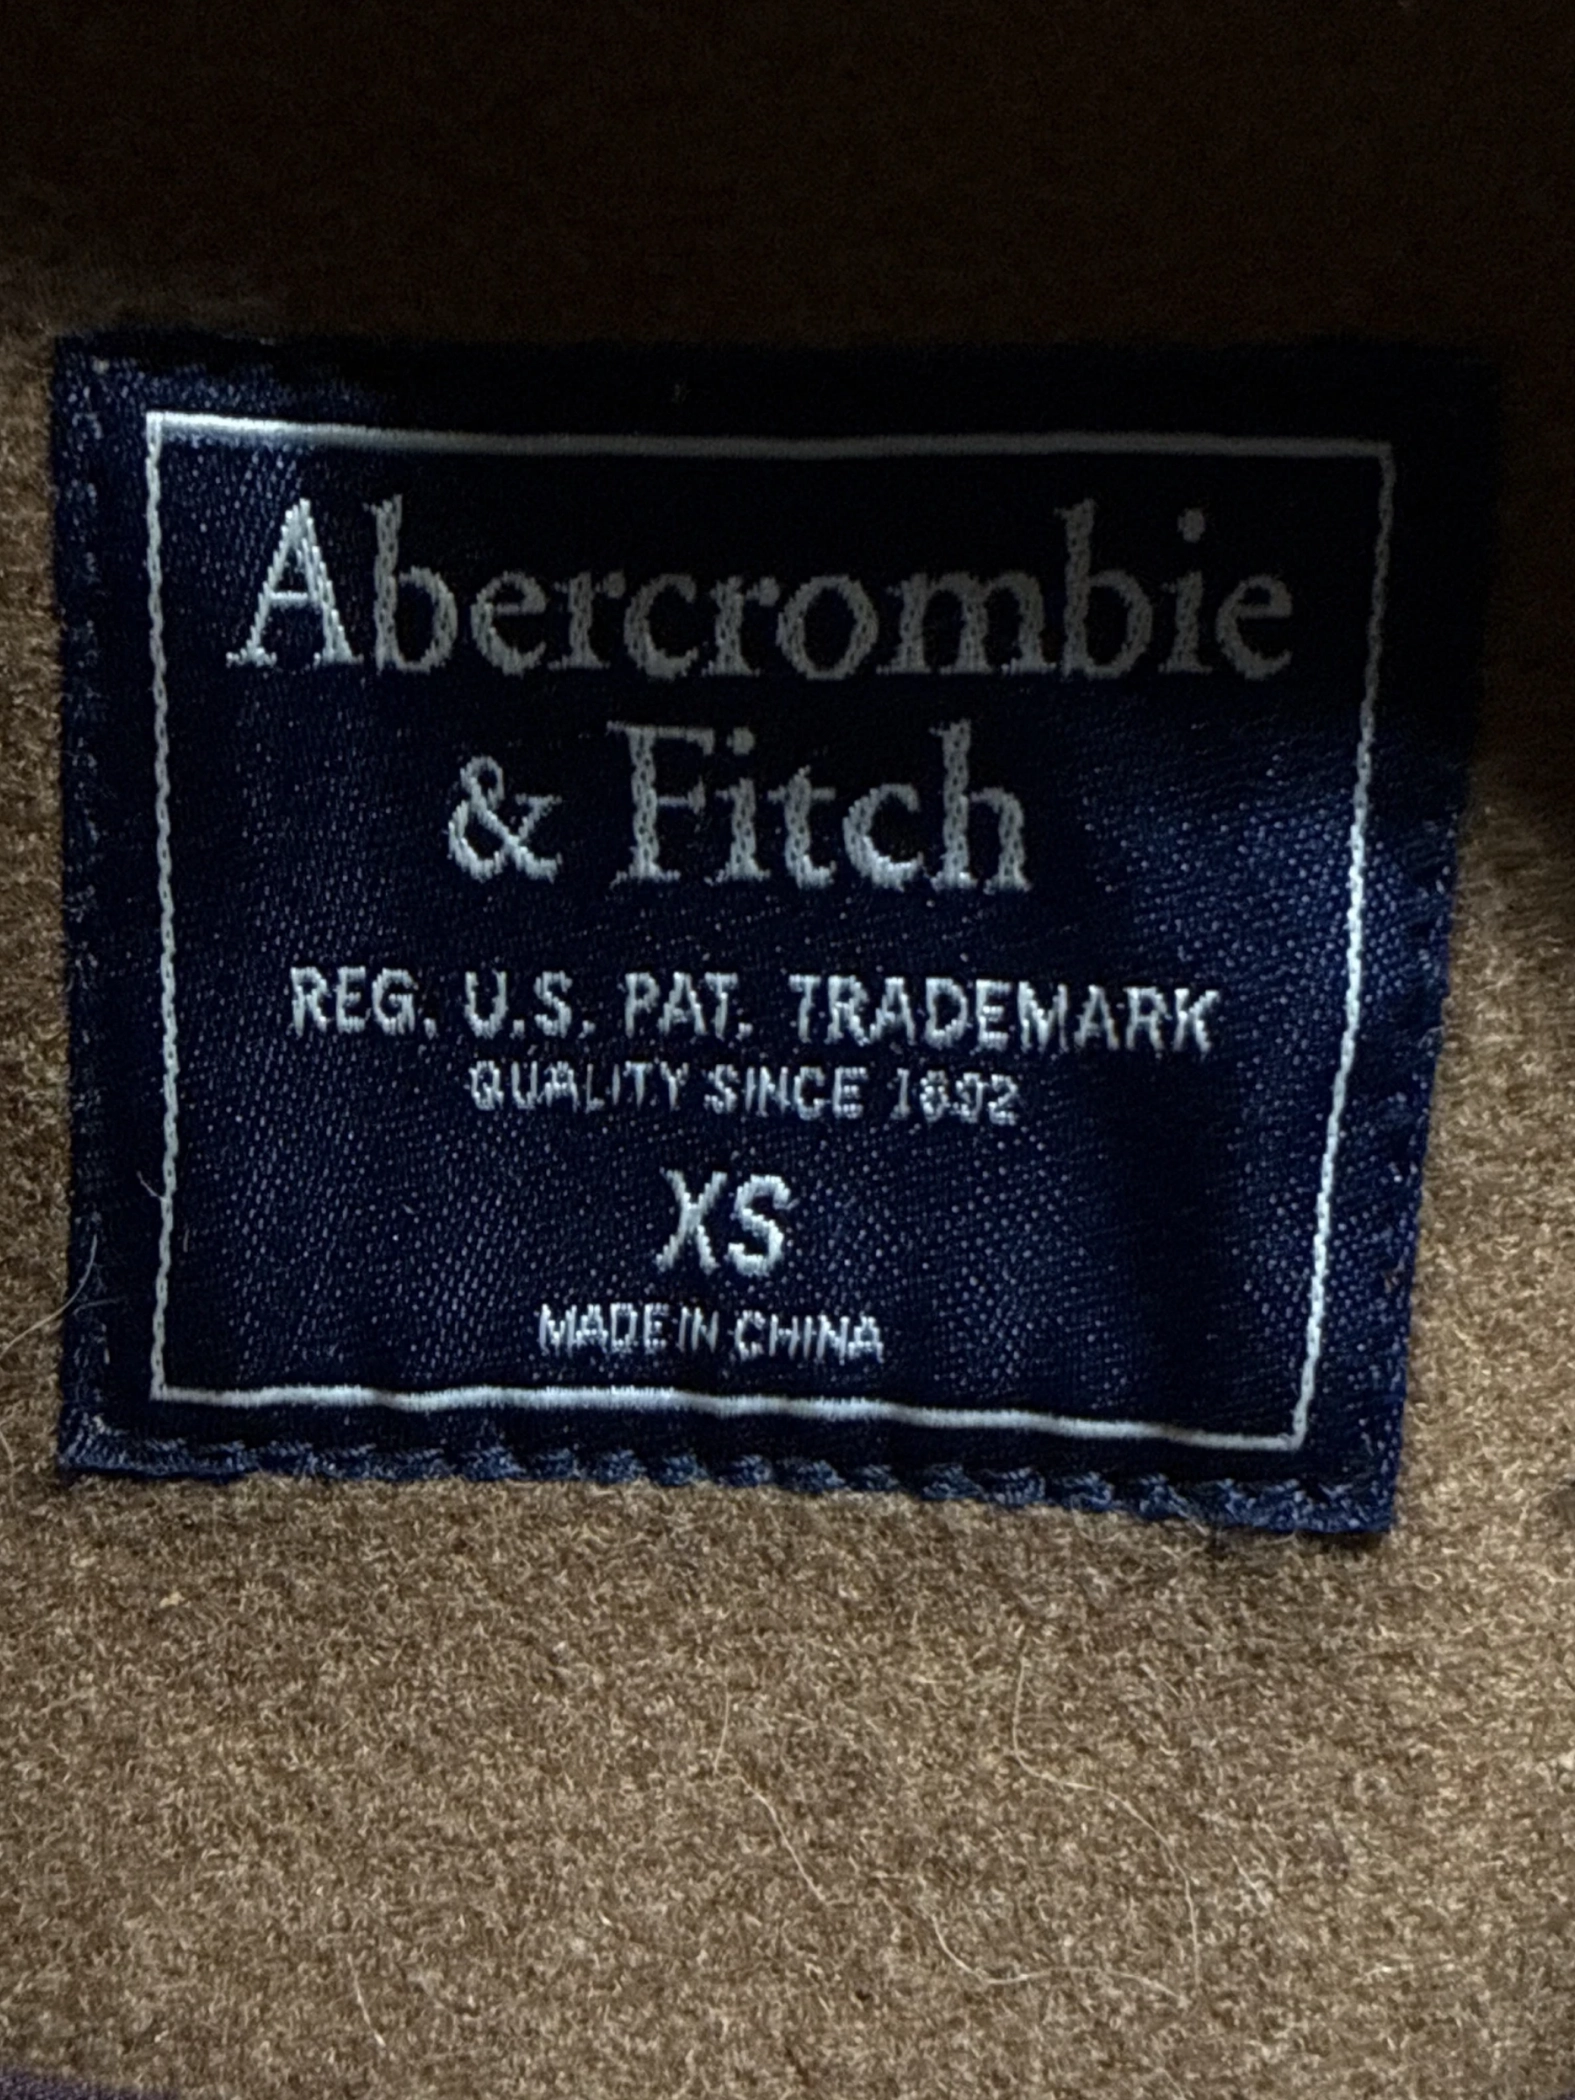 Abercrombie
& Fitch
REG. U.S. PAT. TRADEMARK
QUALITY SINCE 1892
XS
MADE IN CHINA